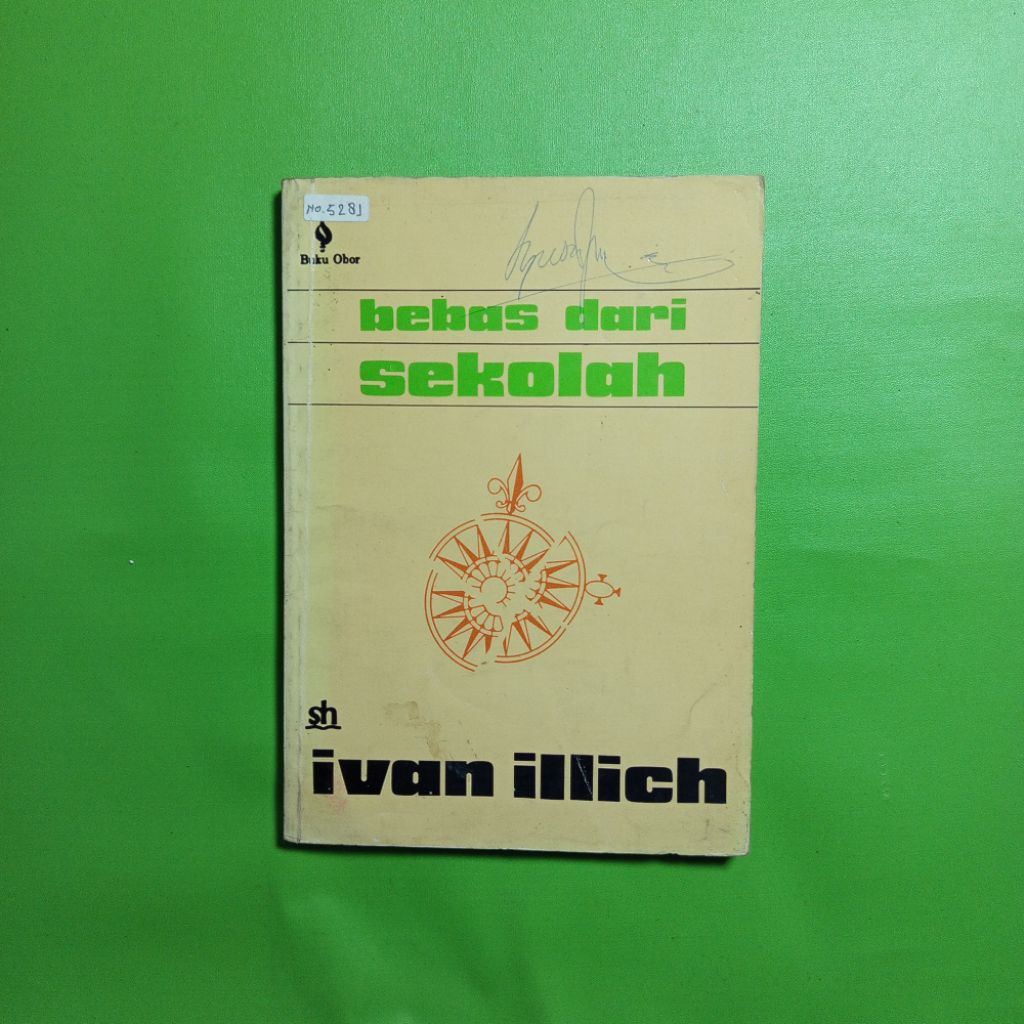 No. 5281
Buku Obor
bebas dari
sekolah
sh
ivan illich